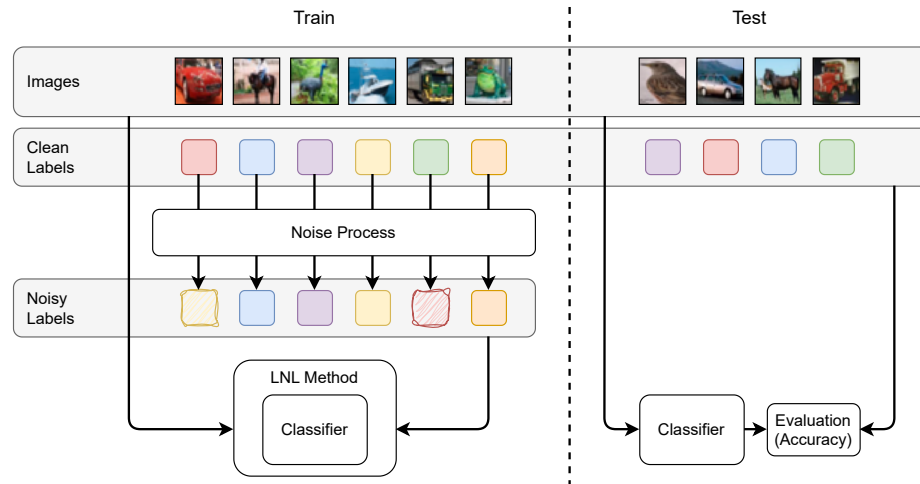 Train
Test
Images
Clean
Labels
Noise Process
Noisy
Labels
LNL Method
Classifier
Classifier
Evaluation
(Accuracy)